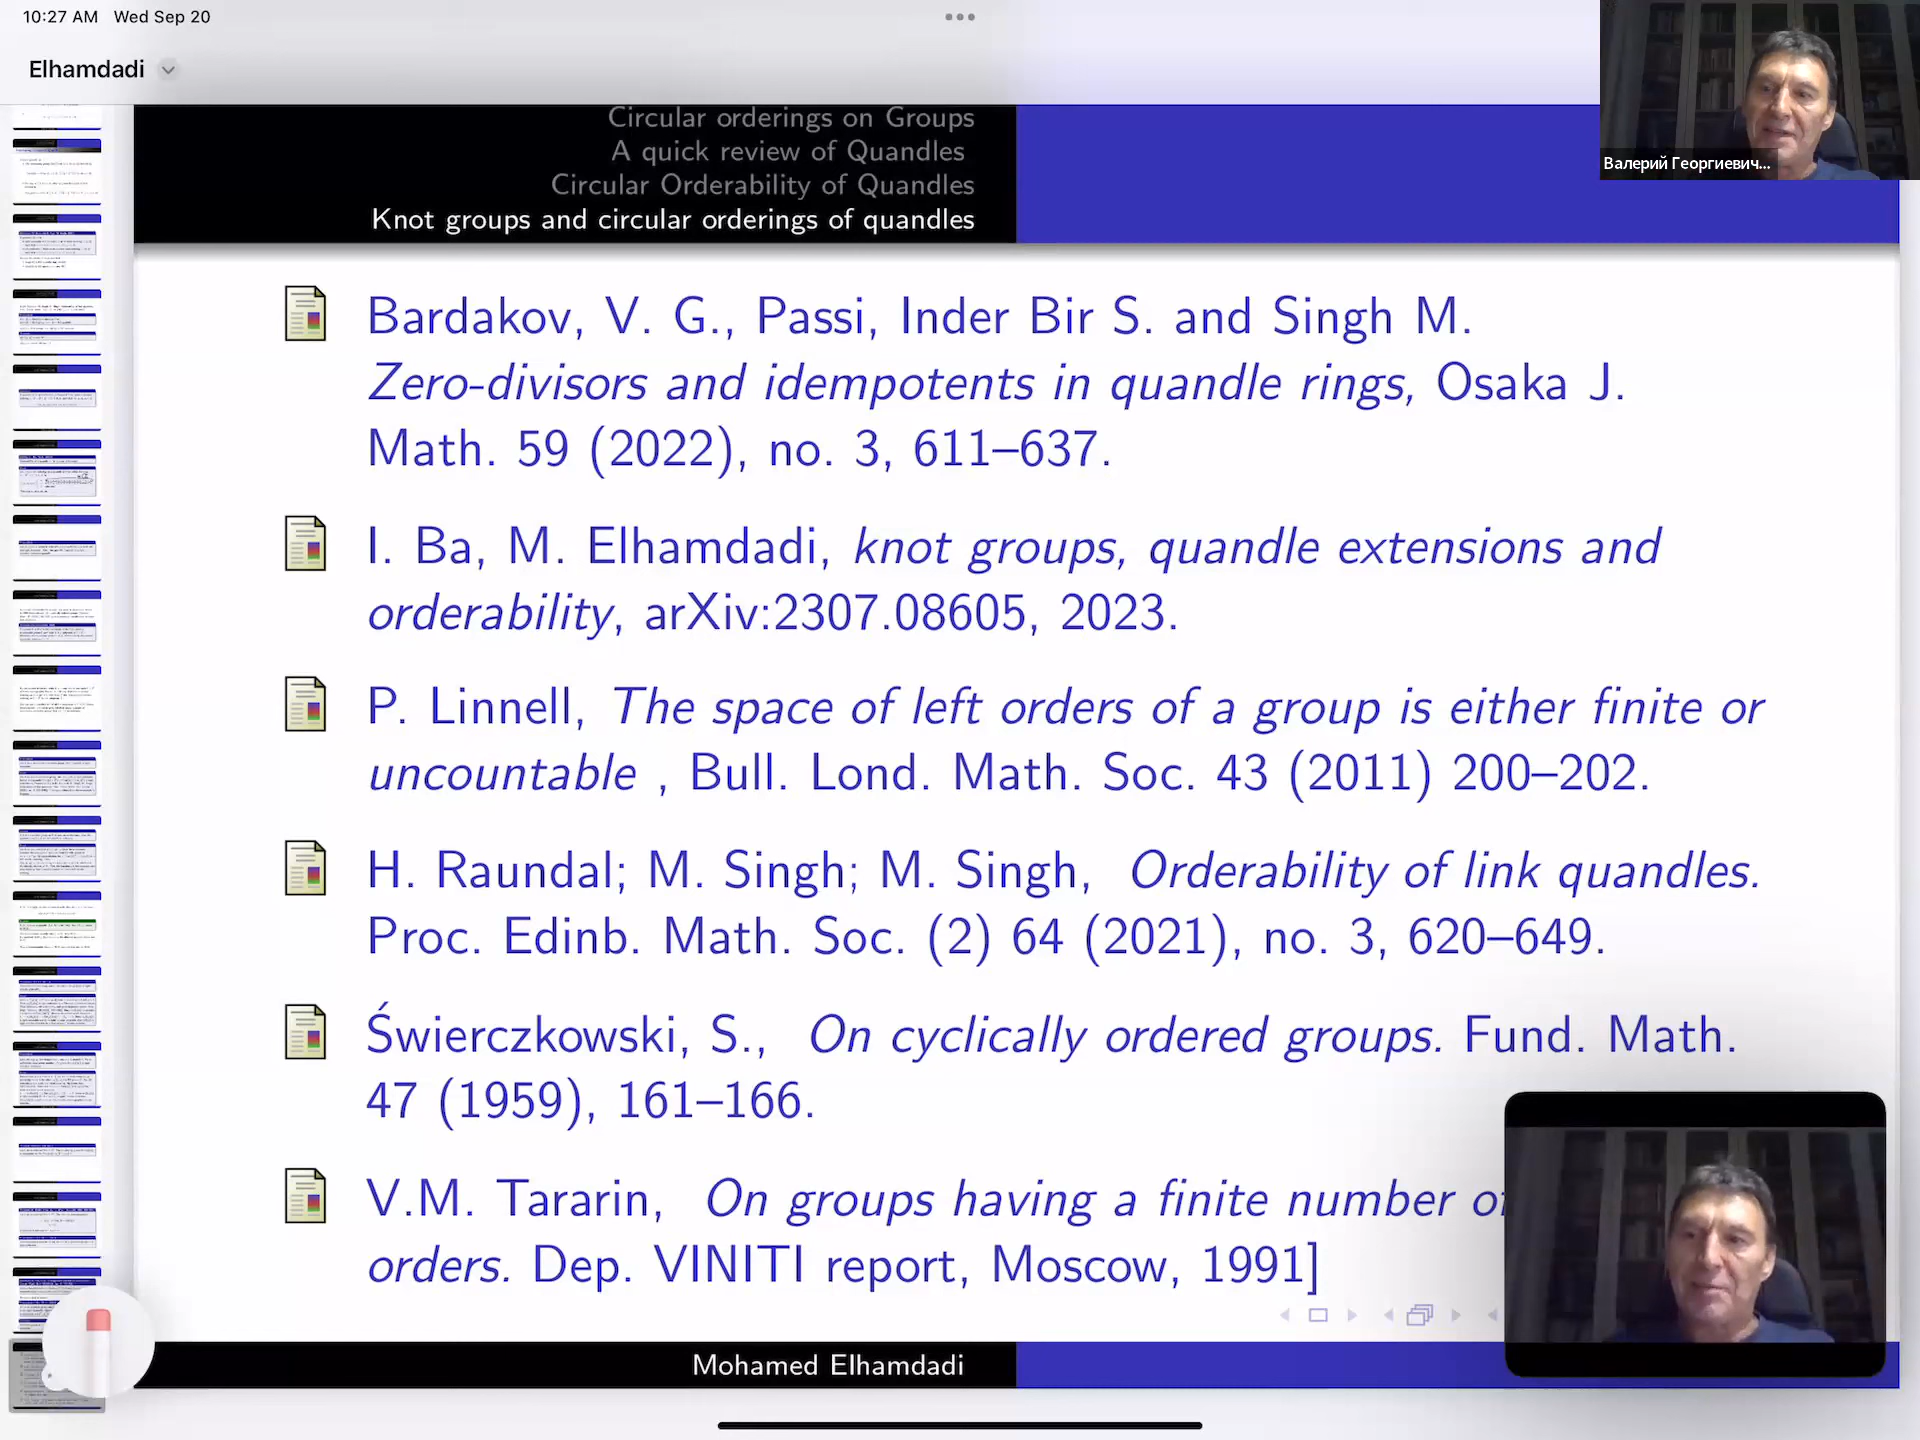 10:27 AM Wed Sep 20
Elhamdadi
Валерий Георгиевич...
Circular orderings on Groups
A quick review of Quandles
Circular Orderability of Quandles
Knot groups and circular orderings of quandles
Bardakov, V. G., Passi, Inder Bir S. and Singh M.
Zero-divisors and idempotents in quandle rings, Osaka J.
Math. 59 (2022), no. 3, 611–637.
I. Ba, M. Elhamdadi, knot groups, quandle extensions and
orderability, arXiv:2307.08605, 2023.
P. Linnell, The space of left orders of a group is either finite or
uncountable , Bull. Lond. Math. Soc. 43 (2011) 200–202.
H. Raundal; M. Singh; M. Singh, Orderability of link quandles.
Proc. Edinb. Math. Soc. (2) 64 (2021), no. 3, 620–649.
Świerczkowski, S., On cyclically ordered groups. Fund. Math.
47 (1959), 161–166.
V.M. Tararin, On groups having a finite number of
orders. Dep. VINITI report, Moscow, 1991]
Mohamed Elhamdadi